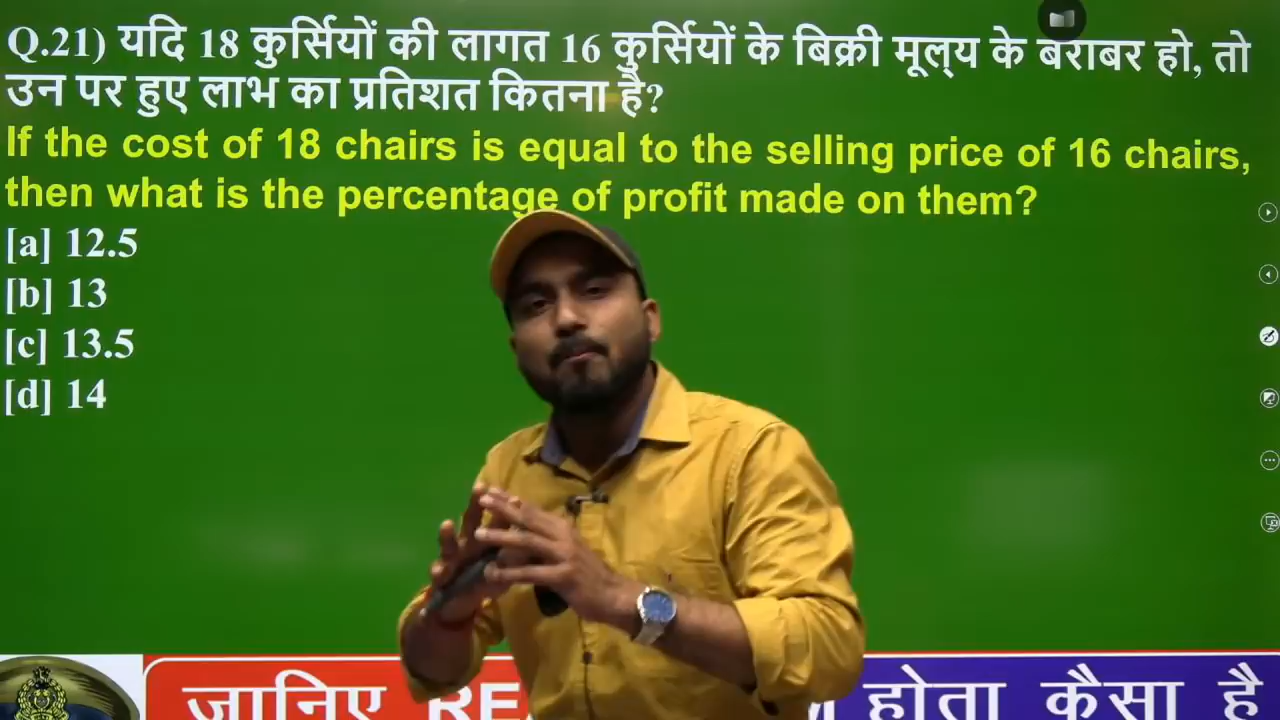 Q.21) यदि 18 कुर्सियों की लागत 16 कुर्सियों के बिक्री मूल्य के बराबर हो, तो
उन पर हुए लाभ का प्रतिशत कितना है?
If the cost of 18 chairs is equal to the selling price of 16 chairs,
then what is the percentage of profit made on them?
[a] 12.5
[b] 13
[c] 13.5
[d] 14
जानिए होता कैसा है